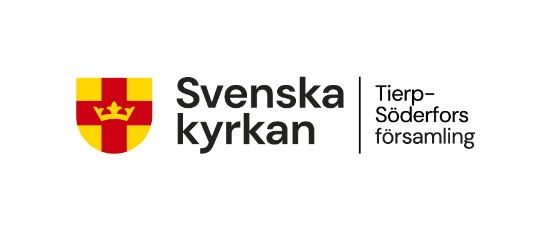 Svenska
kyrkan
Tierp-
Söderfors
församling